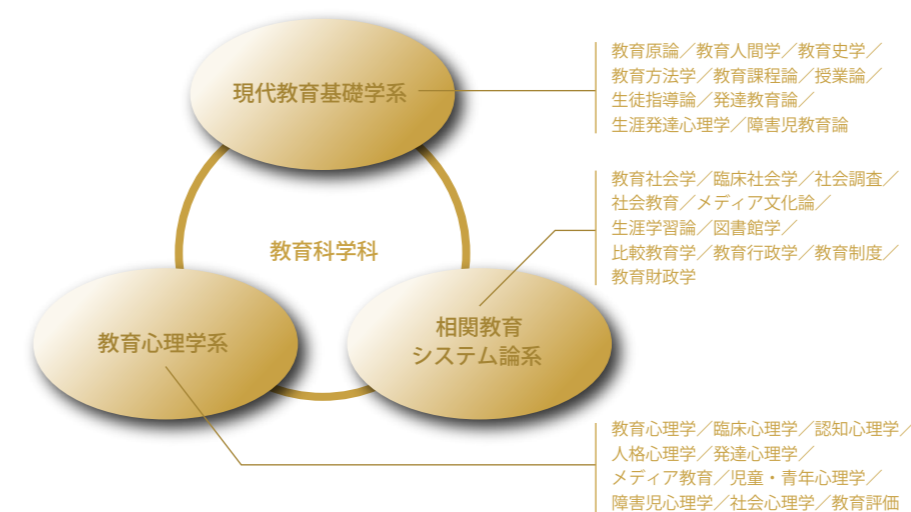 現代教育基礎学系
教育原論／教育人間学／教育史学／
教育方法学／教育課程論／授業論／
生徒指導論／発達教育論／
生涯発達心理学／障害児教育論
教育科学科
教育社会学／臨床社会学／社会調査／
社会教育／メディア文化論／
生涯学習論／図書館学／
比較教育学／教育行政学／教育制度／
教育財政学
教育心理学系
相関教育
システム論系
教育心理学／臨床心理学／認知心理学／
人格心理学／発達心理学／
メディア教育／児童・青年心理学／
障害児心理学／社会心理学／教育評価